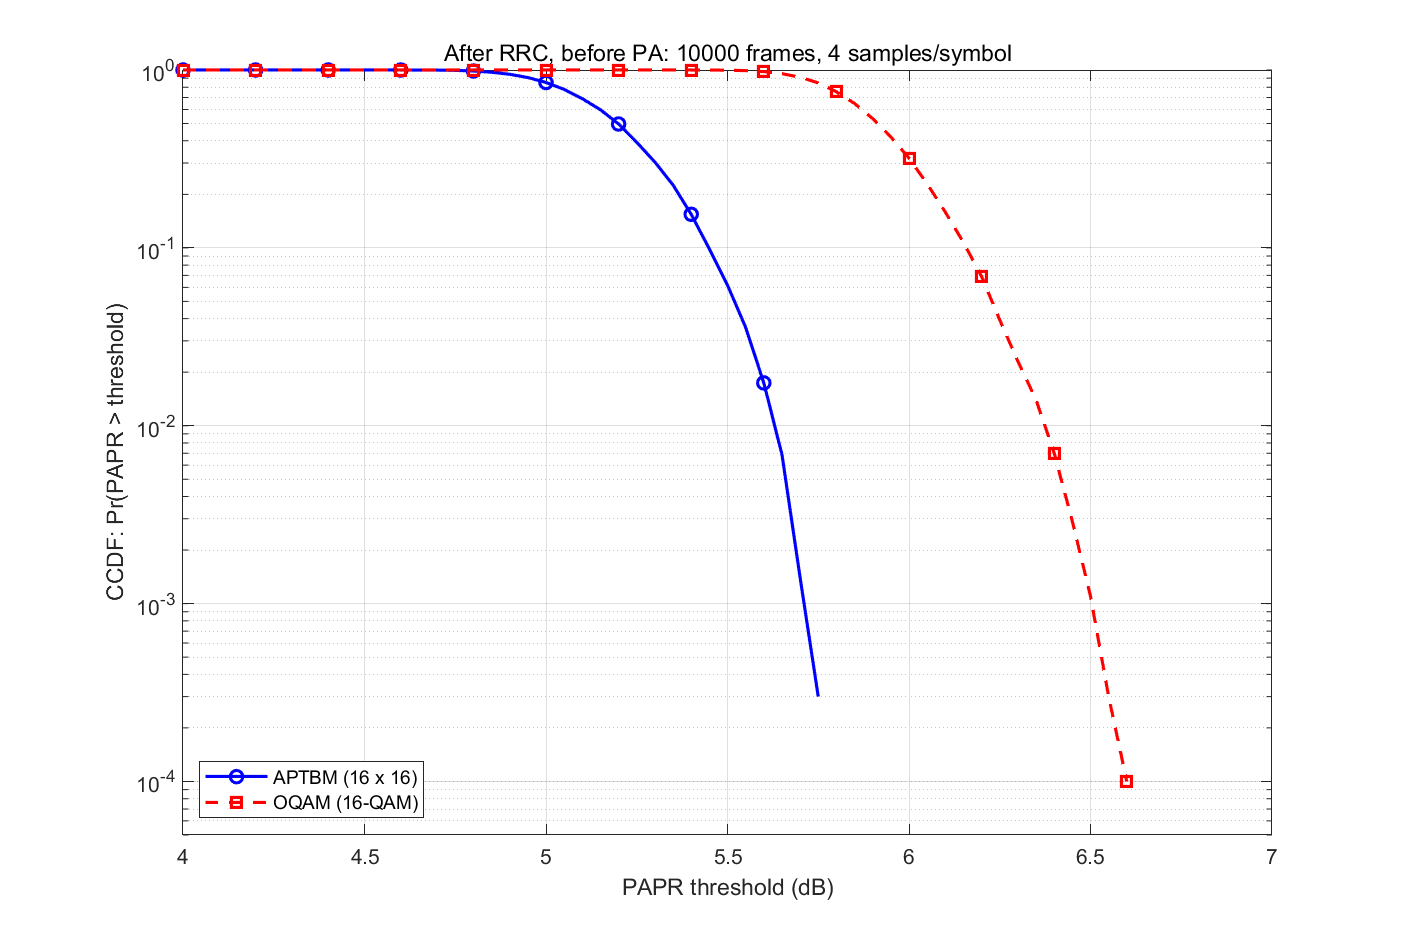 After RRC, before PA: 10000 frames, 4 samples/symbol
CCDF: Pr(PAPR > threshold)
10^0
10^-1
10^-2
10^-3
10^-4
APTBM (16 x 16)
OQAM (16-QAM)
4 4.5 5 5.5 6 6.5 7
PAPR threshold (dB)